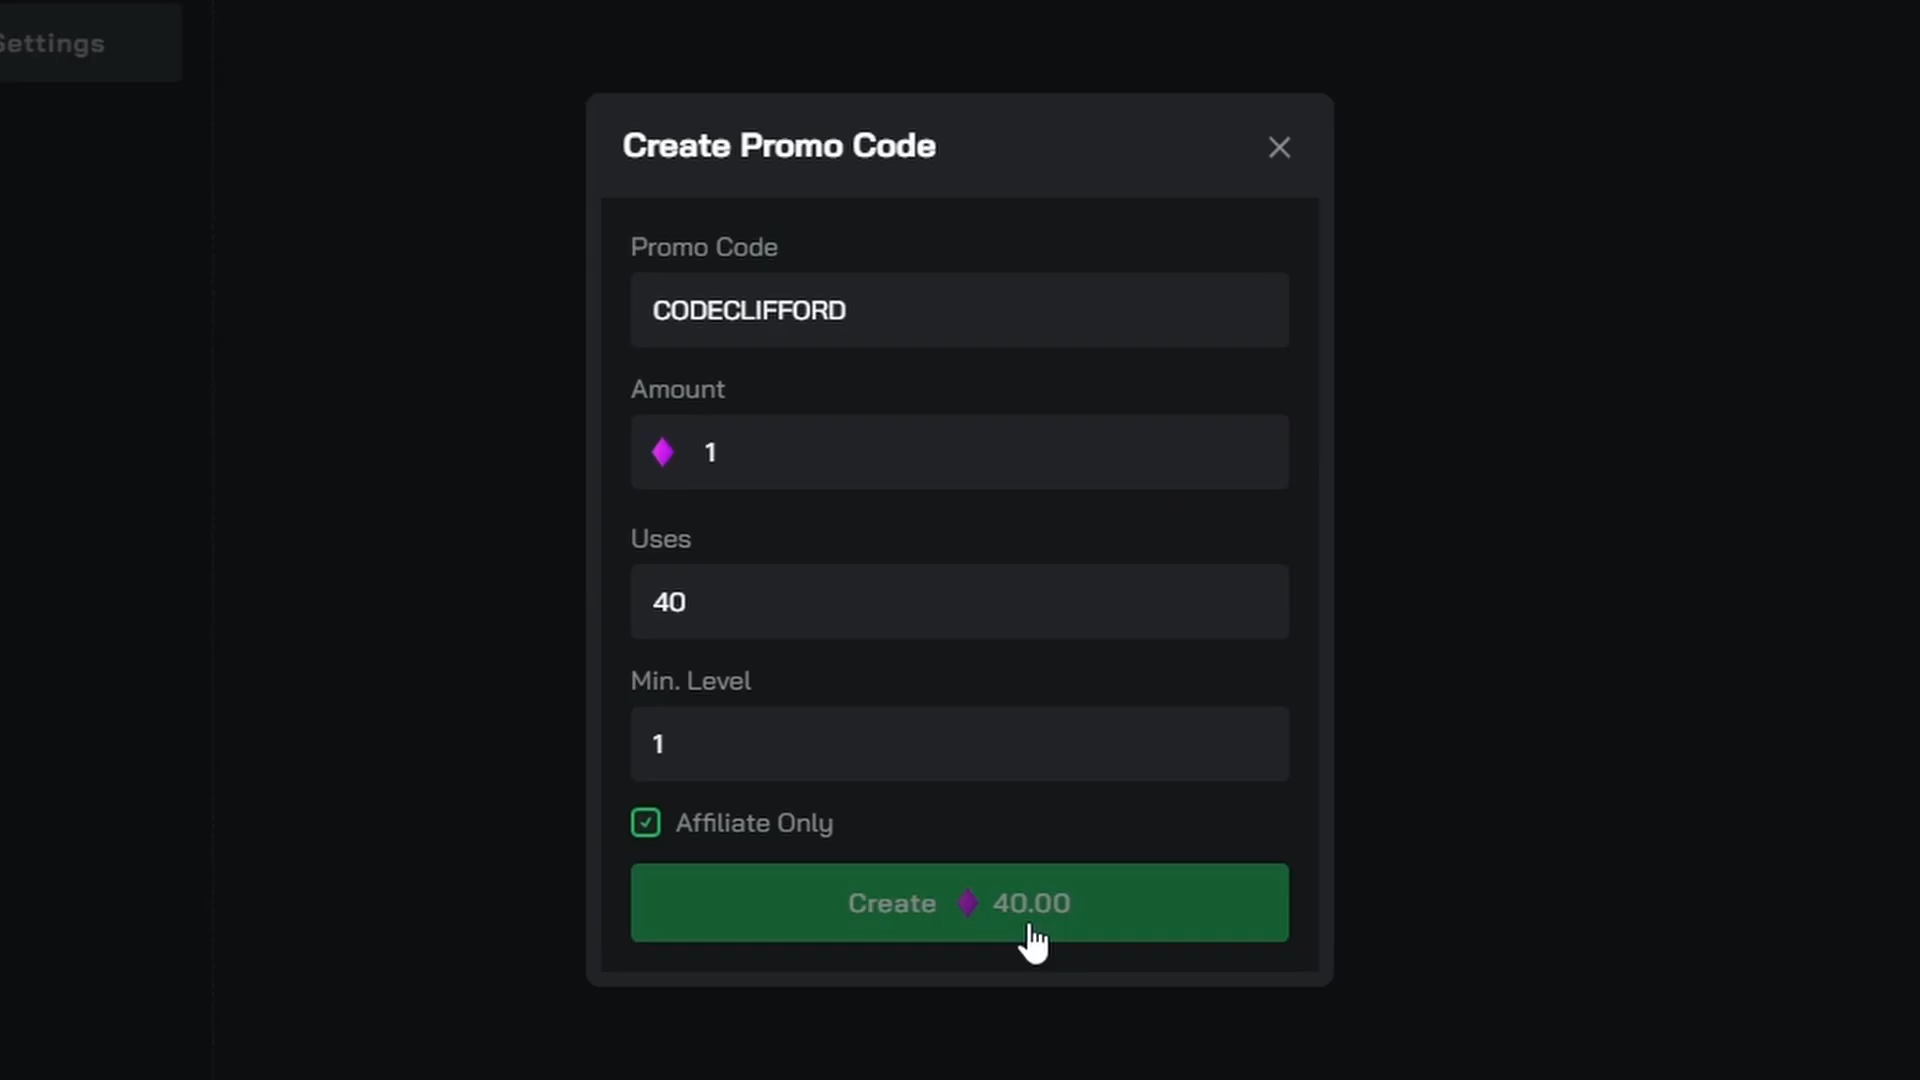 Settings
Create Promo Code
Promo Code
CODECLIFFORD
Amount
1
Uses
40
Min. Level
1
Affiliate Only
Create 40.00